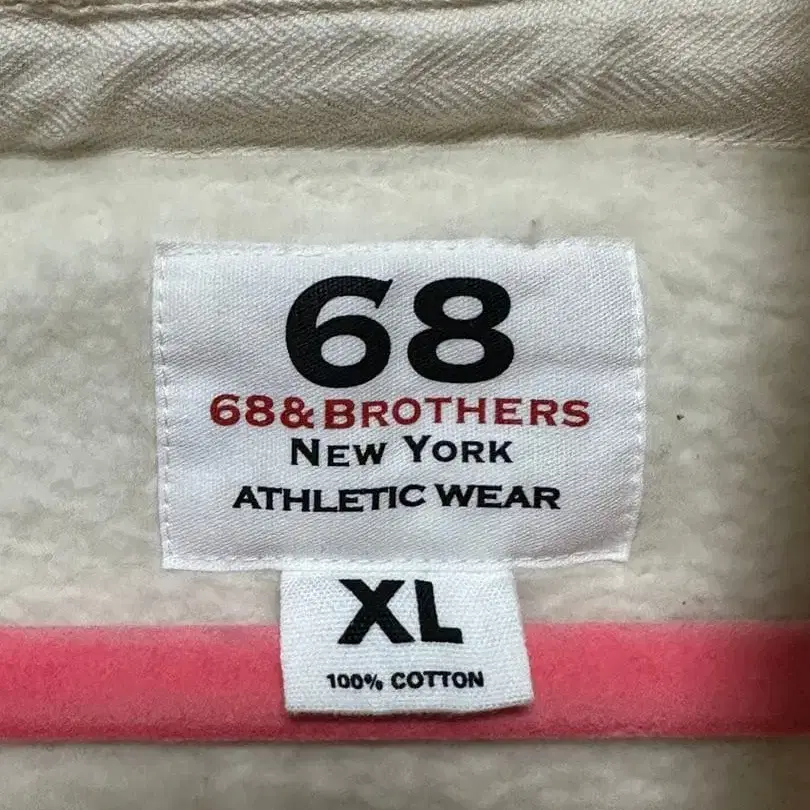 68
68&BROTHERS
NEW YORK
ATHLETIC WEAR
XL
100% COTTON